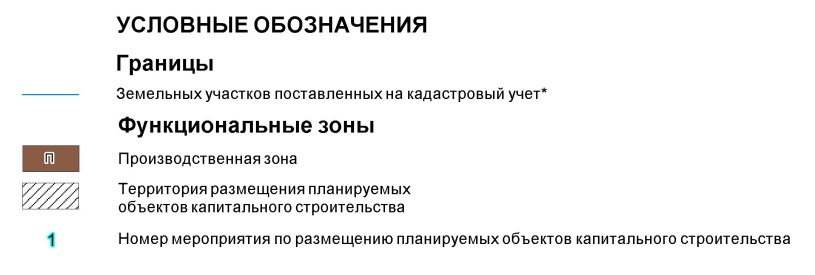 УСЛОВНЫЕ ОБОЗНАЧЕНИЯ
Границы
Земельных участков поставленных на кадастровый учет*
Функциональные зоны
П Производственная зона
Территория размещения планируемых
объектов капитального строительства
1 Номер мероприятия по размещению планируемых объектов капитального строительства